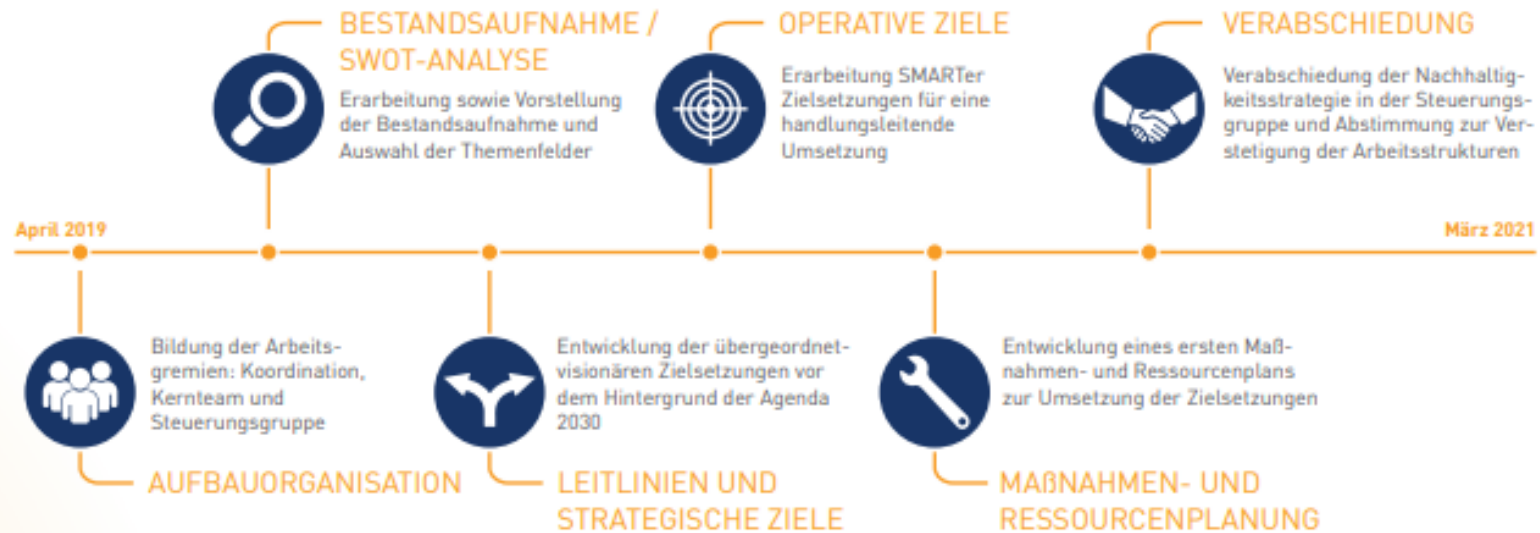 BESTANDSAUFNAHME /
SWOT-ANALYSE
Erarbeitung sowie Vorstellung
der Bestandsaufnahme und
Auswahl der Themenfelder
OPERATIVE ZIELE
Erarbeitung SMARTer
Zielsetzungen für eine
handlungsleitende
Umsetzung
VERABSCHIEDUNG
Verabschiedung der Nachhaltig-
keitsstrategie in der Steuerungs-
gruppe und Abstimmung zur Ver-
stetigung der Arbeitsstrukturen
April 2019
März 2021
Bildung der Arbeits-
gremien: Koordination,
Kernteam und
Steuerungsgruppe
AUFBAUORGANISATION
Entwicklung der übergeordnet-
visionären Zielsetzungen vor
dem Hintergrund der Agenda
2030
LEITLINIEN UND
STRATEGISCHE ZIELE
Entwicklung eines ersten Maß-
nahmen- und Ressourcenplans
zur Umsetzung der Zielsetzungen
MAßNAHMEN- UND
RESSOURCENPLANUNG